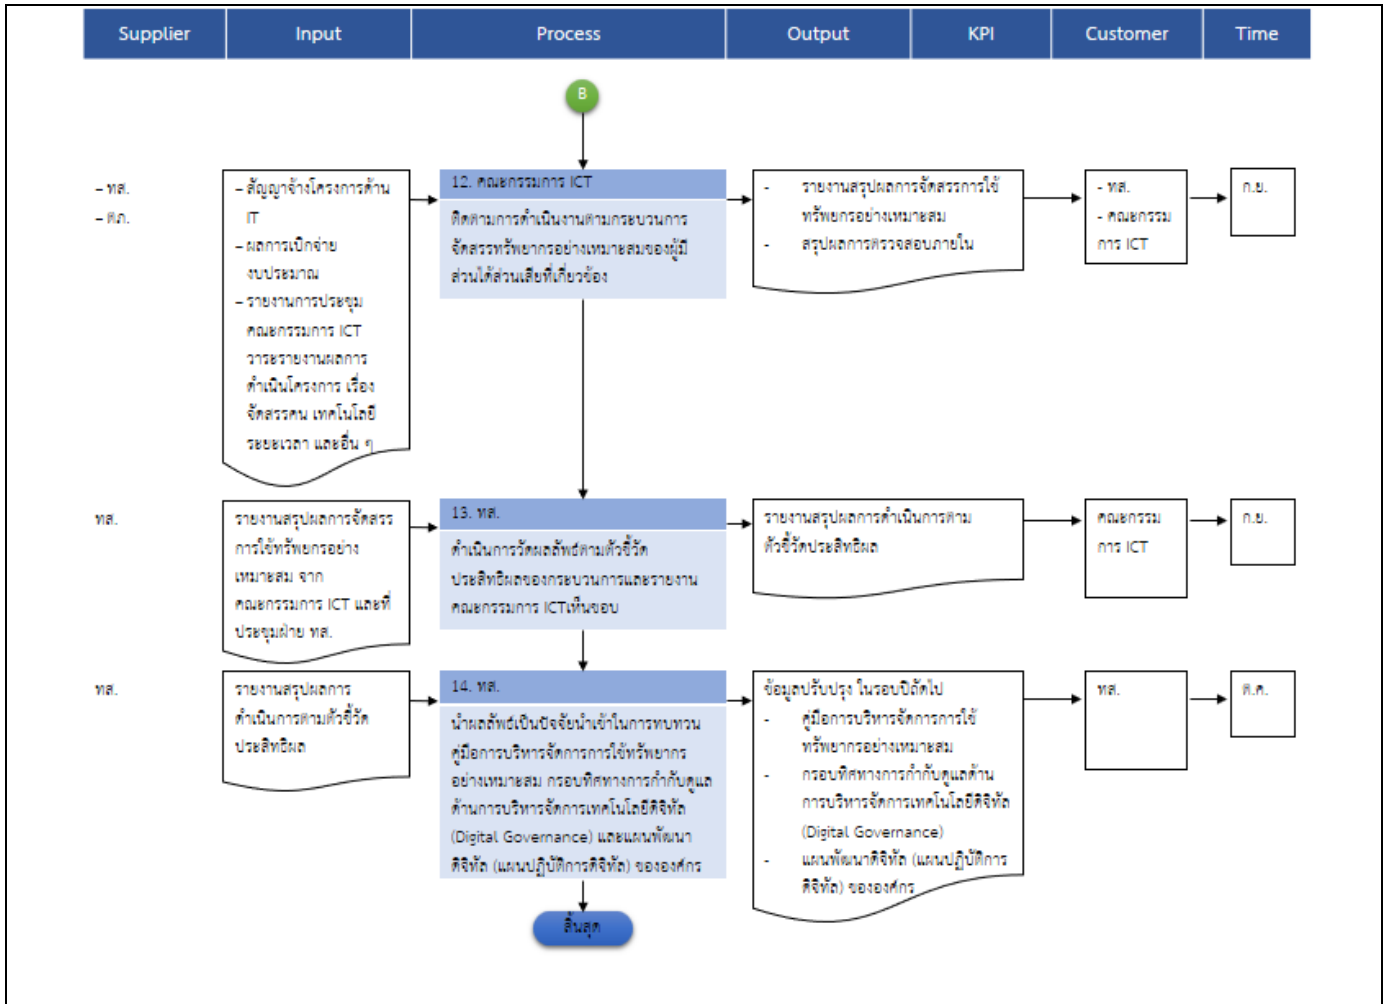 Supplier
Input
Process
Output
KPI
Customer
Time
B
– ทส.
– ตภ.
– สัญญาจ้างโครงการด้าน
IT
– ผลการเบิกจ่าย
งบประมาณ
– รายงานการประชุม
คณะกรรมการ ICT
วาระรายงานผลการ
ดำเนินโครงการ เรื่อง
จัดสรรคน เทคโนโลยี
ระยะเวลา และอื่น ๆ
12. คณะกรรมการ ICT
ติดตามการดำเนินงานตามกระบวนการ
จัดสรรทรัพยากรอย่างเหมาะสมของผู้มี
ส่วนได้ส่วนเสียที่เกี่ยวข้อง
- รายงานสรุปผลการจัดสรรการใช้
ทรัพยกรอย่างเหมาะสม
- สรุปผลการตรวจสอบภายใน
- ทส.
- คณะกรรม
การ ICT
ก.ย.
ทส.
รายงานสรุปผลการจัดสรร
การใช้ทรัพยกรอย่าง
เหมาะสม จาก
คณะกรรมการ ICT และที่
ประชุมฝ่าย ทส.
13. ทส.
ดำเนินการวัดผลลัพธ์ตามตัวชี้วัด
ประสิทธิผลของกระบวนการและรายงาน
คณะกรรมการ ICTเห็นชอบ
รายงานสรุปผลการดำเนินการตาม
ตัวชี้วัดประสิทธิผล
คณะกรรม
การ ICT
ก.ย.
ทส.
รายงานสรุปผลการ
ดำเนินการตามตัวชี้วัด
ประสิทธิผล
14. ทส.
นำผลลัพธ์เป็นปัจจัยนำเข้าในการทบทวน
คู่มือการบริหารจัดการการใช้ทรัพยากร
อย่างเหมาะสม กรอบทิศทางการกำกับดูแล
ด้านการบริหารจัดการเทคโนโลยีดิจิทัล
(Digital Governance) และแผนพัฒนา
ดิจิทัล (แผนปฏิบัติการดิจิทัล) ขององค์กร
ข้อมูลปรับปรุง ในรอบปีถัดไป
- คู่มือการบริหารจัดการการใช้
ทรัพยากรอย่างเหมาะสม
- กรอบทิศทางการกำกับดูแลด้าน
การบริหารจัดการเทคโนโลยีดิจิทัล
(Digital Governance)
- แผนพัฒนาดิจิทัล (แผนปฏิบัติการ
ดิจิทัล) ขององค์กร
ทส.
ต.ค.
สิ้นสุด